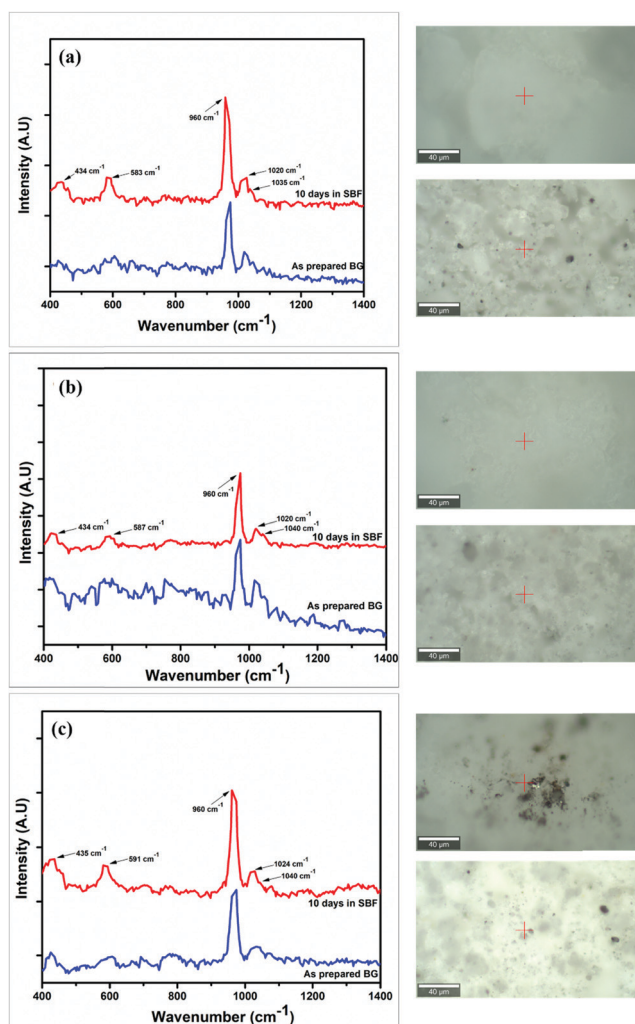 (a)
Intensity (A.U)
960 cm⁻¹
434 cm⁻¹
583 cm⁻¹
1020 cm⁻¹
1035 cm⁻¹
10 days in SBF
As prepared BG
400 600 800 1000 1200 1400
Wavenumber (cm⁻¹)
40 µm
40 µm
(b)
Intensity (A.U)
960 cm⁻¹
434 cm⁻¹
587 cm⁻¹
1020 cm⁻¹
1040 cm⁻¹
10 days in SBF
As prepared BG
400 600 800 1000 1200 1400
Wavenumber (cm⁻¹)
40 µm
40 µm
(c)
Intensity (A.U)
960 cm⁻¹
435 cm⁻¹
591 cm⁻¹
1024 cm⁻¹
1040 cm⁻¹
10 days in SBF
As prepared BG
400 600 800 1000 1200 1400
Wavenumber (cm⁻¹)
40 µm
40 µm